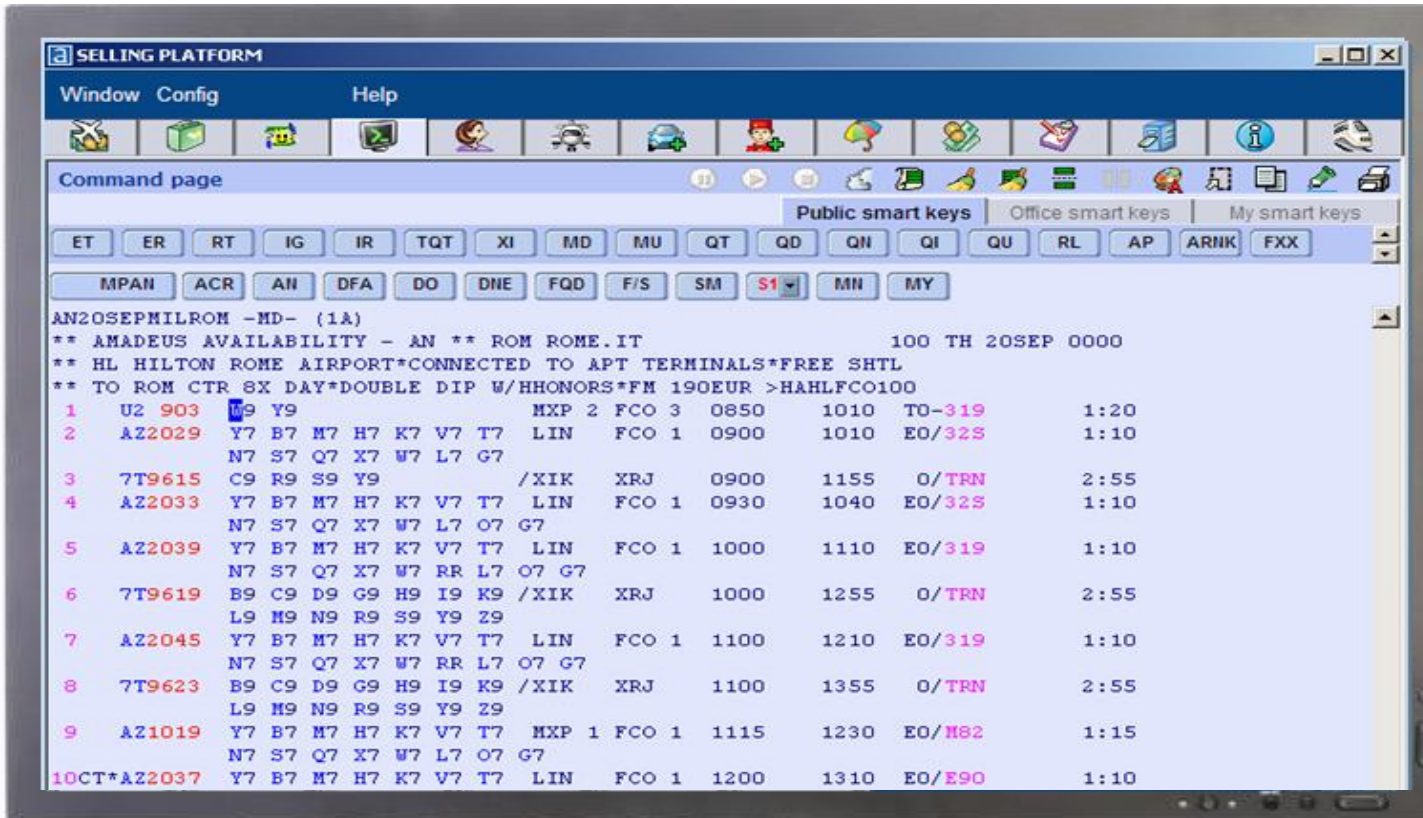 a SELLING PLATFORM
Window Config Help
Command page
Public smart keys Office smart keys My smart keys
ET ER RT IG IR TQT XI MD MU QT QD QN QI QU RL AP ARNK FXX
MPAN ACR AN DFA DO DNE FQD F/S SM S1 MN MY
AN20SEPMILROM -MD- (1A)
** AMADEUS AVAILABILITY - AN ** ROM ROME.IT 100 TH 20SEP 0000
** HL HILTON ROME AIRPORT*CONNECTED TO APT TERMINALS*FREE SHTL
** TO ROM CTR 8X DAY*DOUBLE DIP W/HHONORS*FM 190EUR >HAHLFCO100
1 U2 903 W9 Y9 MXP 2 FCO 3 0850 1010 TO-319 1:20
2 AZ2029 Y7 B7 M7 H7 K7 V7 T7 LIN FCO 1 0900 1010 E0/32S 1:10
N7 S7 Q7 X7 W7 L7 G7
3 7T9615 C9 R9 S9 Y9 /XIK XRJ 0900 1155 0/TRN 2:55
4 AZ2033 Y7 B7 M7 H7 K7 V7 T7 LIN FCO 1 0930 1040 E0/32S 1:10
N7 S7 Q7 X7 W7 L7 O7 G7
5 AZ2039 Y7 B7 M7 H7 K7 V7 T7 LIN FCO 1 1000 1110 E0/319 1:10
N7 S7 Q7 X7 W7 RR L7 O7 G7
6 7T9619 B9 C9 D9 G9 H9 I9 K9 /XIK XRJ 1000 1255 0/TRN 2:55
L9 M9 N9 R9 S9 Y9 Z9
7 AZ2045 Y7 B7 M7 H7 K7 V7 T7 LIN FCO 1 1100 1210 E0/319 1:10
N7 S7 Q7 X7 W7 RR L7 O7 G7
8 7T9623 B9 C9 D9 G9 H9 I9 K9 /XIK XRJ 1100 1355 0/TRN 2:55
L9 M9 N9 R9 S9 Y9 Z9
9 AZ1019 Y7 B7 M7 H7 K7 V7 T7 MXP 1 FCO 1 1115 1230 E0/M82 1:15
N7 S7 Q7 X7 W7 L7 O7 G7
10CT*AZ2037 Y7 B7 M7 H7 K7 V7 T7 LIN FCO 1 1200 1310 E0/E90 1:10